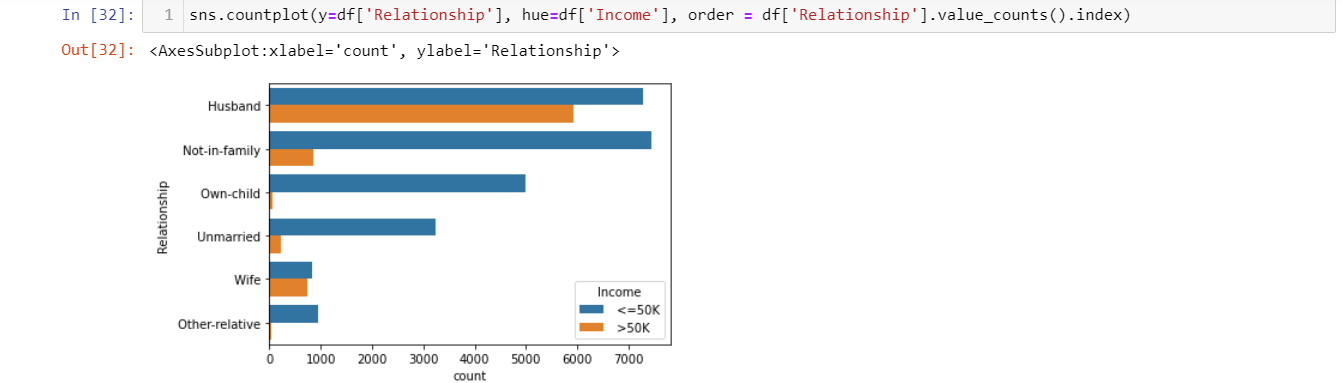 In [32]: 1 sns.countplot(y=df['Relationship'], hue=df['Income'], order = df['Relationship'].value_counts().index)
Out[32]: <AxesSubplot:xlabel='count', ylabel='Relationship'>
Relationship
Husband
Not-in-family
Own-child
Unmarried
Wife
Other-relative
Income
<=50K
>50K
0 1000 2000 3000 4000 5000 6000 7000
count